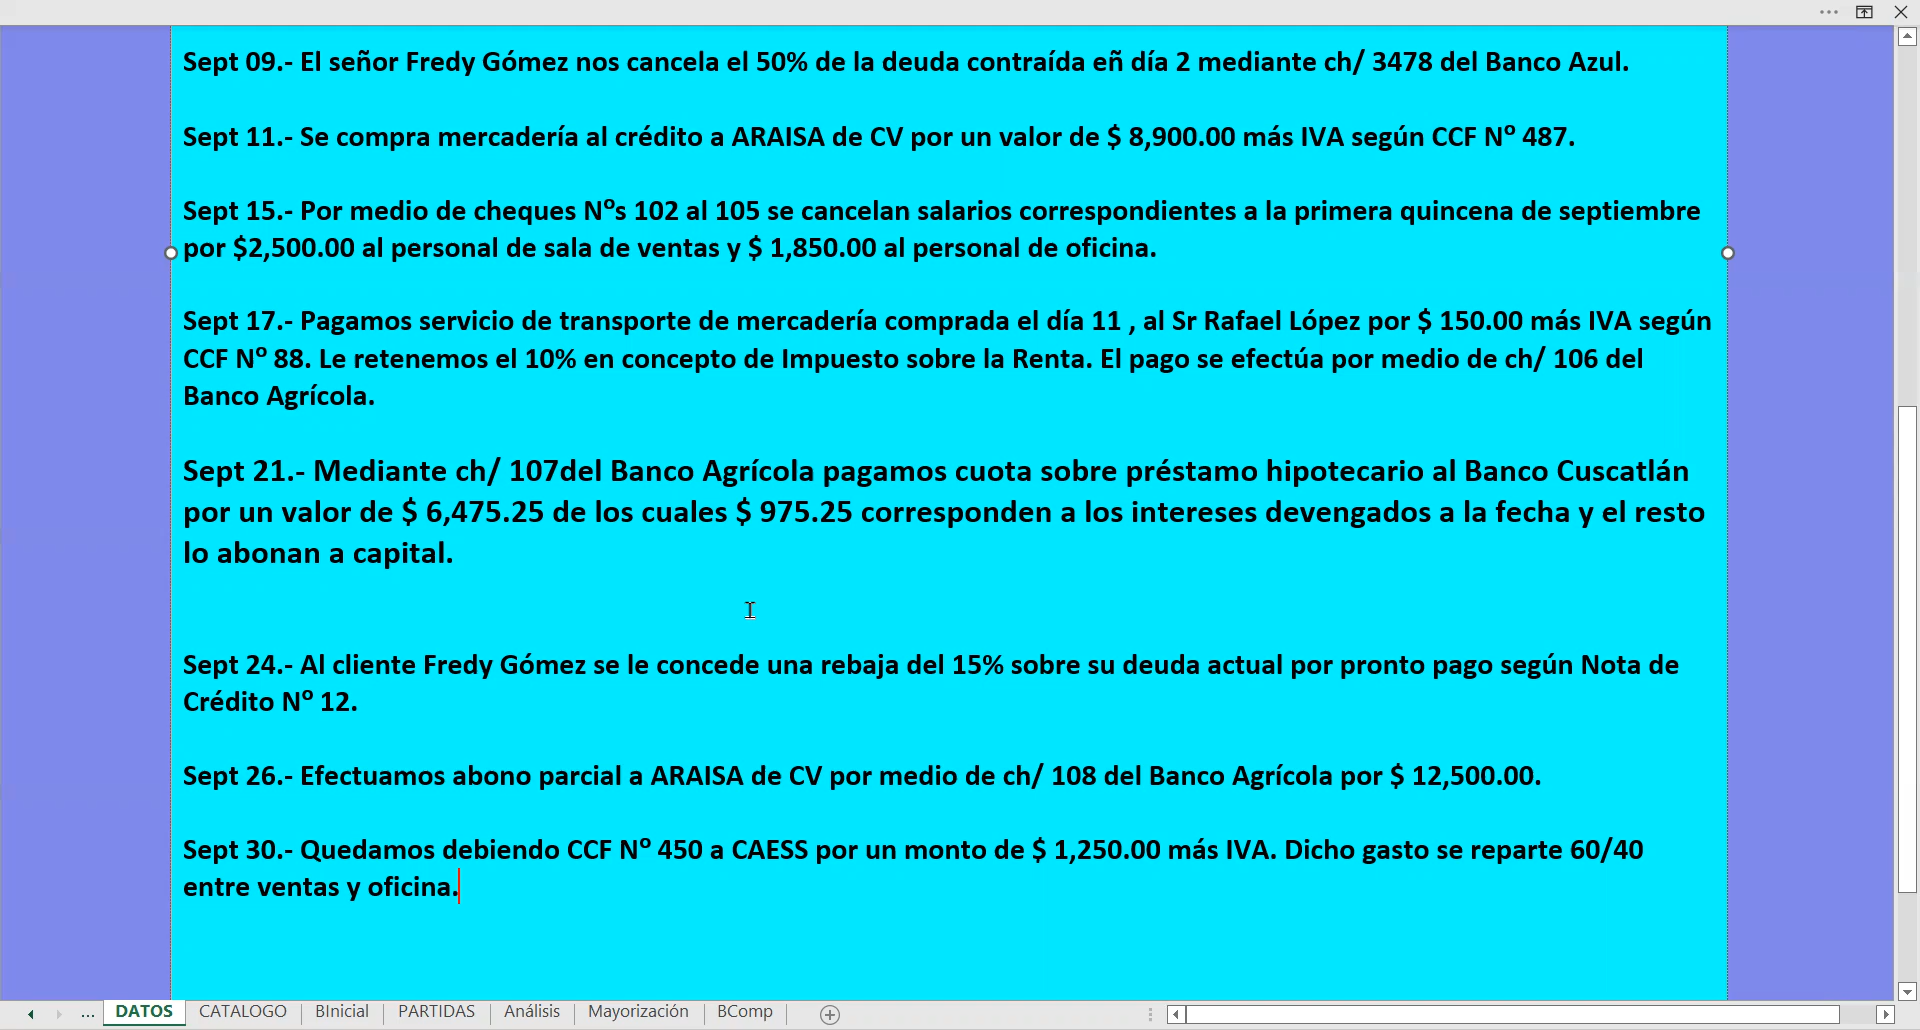 Sept 09.- El señor Fredy Gómez nos cancela el 50% de la deuda contraída eñ día 2 mediante ch/ 3478 del Banco Azul.
Sept 11.- Se compra mercadería al crédito a ARAISA de CV por un valor de $ 8,900.00 más IVA según CCF Nº 487.
Sept 15.- Por medio de cheques Nºs 102 al 105 se cancelan salarios correspondientes a la primera quincena de septiembre
por $2,500.00 al personal de sala de ventas y $ 1,850.00 al personal de oficina.
Sept 17.- Pagamos servicio de transporte de mercadería comprada el día 11 , al Sr Rafael López por $ 150.00 más IVA según
CCF Nº 88. Le retenemos el 10% en concepto de Impuesto sobre la Renta. El pago se efectúa por medio de ch/ 106 del
Banco Agrícola.
Sept 21.- Mediante ch/ 107del Banco Agrícola pagamos cuota sobre préstamo hipotecario al Banco Cuscatlán
por un valor de $ 6,475.25 de los cuales $ 975.25 corresponden a los intereses devengados a la fecha y el resto
lo abonan a capital.
Sept 24.- Al cliente Fredy Gómez se le concede una rebaja del 15% sobre su deuda actual por pronto pago según Nota de
Crédito Nº 12.
Sept 26.- Efectuamos abono parcial a ARAISA de CV por medio de ch/ 108 del Banco Agrícola por $ 12,500.00.
Sept 30.- Quedamos debiendo CCF Nº 450 a CAESS por un monto de $ 1,250.00 más IVA. Dicho gasto se reparte 60/40
entre ventas y oficina.
... DATOS CATALOGO BInicial PARTIDAS Análisis Mayorización BComp